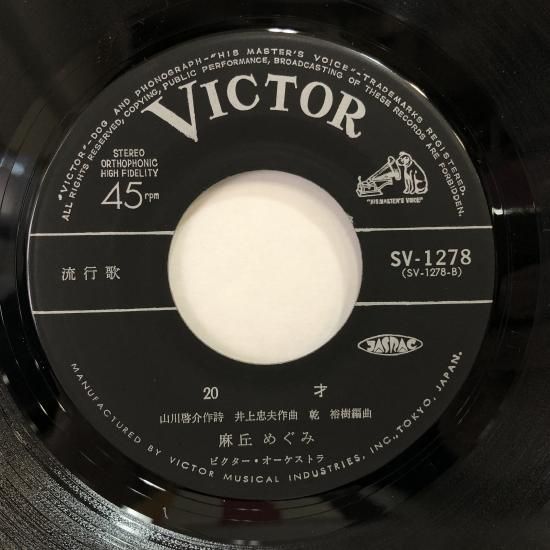 "VICTOR"-DOG AND PHONOGRAPH-"HIS MASTER'S VOICE"-TRADEMARKS REGISTERED.
ALL RIGHTS RESERVED, COPYING, PUBLIC PERFORMANCE, BROADCASTING OF THESE RECORDS ARE FORBIDDEN.
VICTOR
STEREO
ORTHOPHONIC
HIGH FIDELITY
45 rpm
"HIS MASTER'S VOICE"
SV-1278
(SV-1278-B)
流行歌
JASRAC
20 才
山川啓介作詩 井上忠夫作曲 乾 裕樹編曲
麻丘 めぐみ
ビクター・オーケストラ
MANUFACTURED BY VICTOR MUSICAL INDUSTRIES, INC., TOKYO, JAPAN.